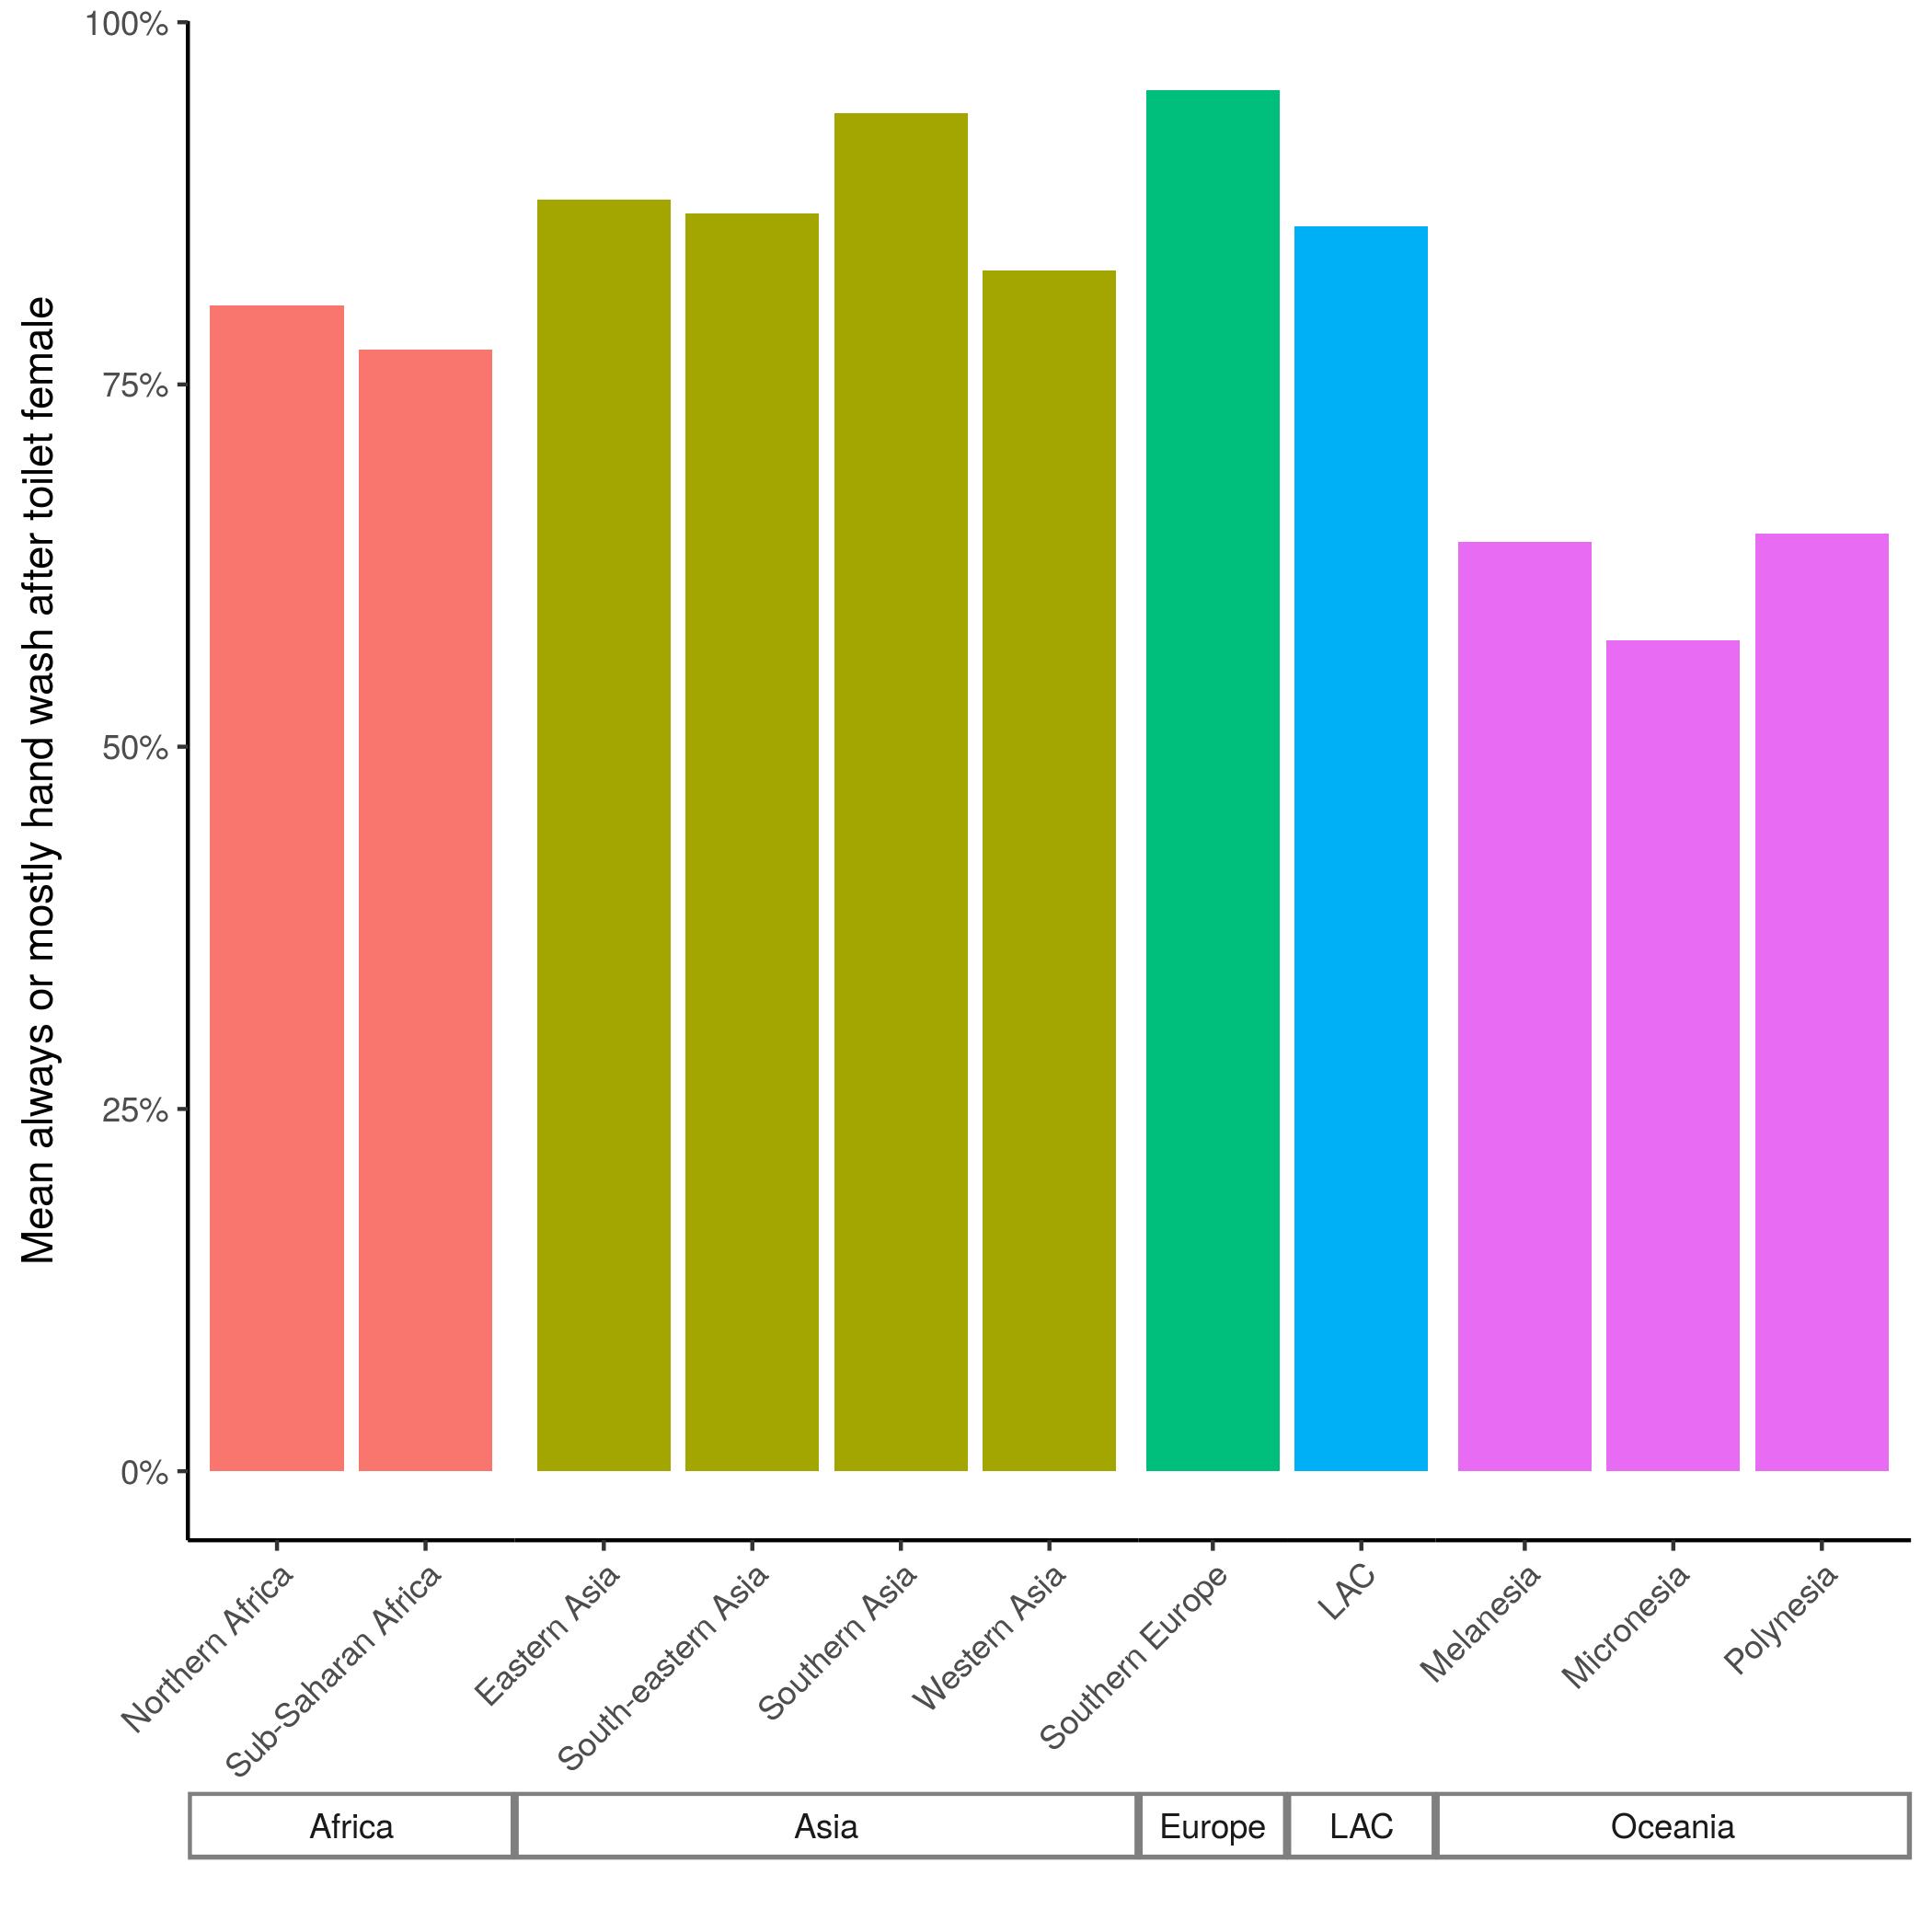 Mean always or mostly hand wash after toilet female
100%
75%
50%
25%
0%
Northern Africa
Sub-Saharan Africa
Eastern Asia
South-eastern Asia
Southern Asia
Western Asia
Southern Europe
LAC
Melanesia
Micronesia
Polynesia
Africa
Asia
Europe
LAC
Oceania